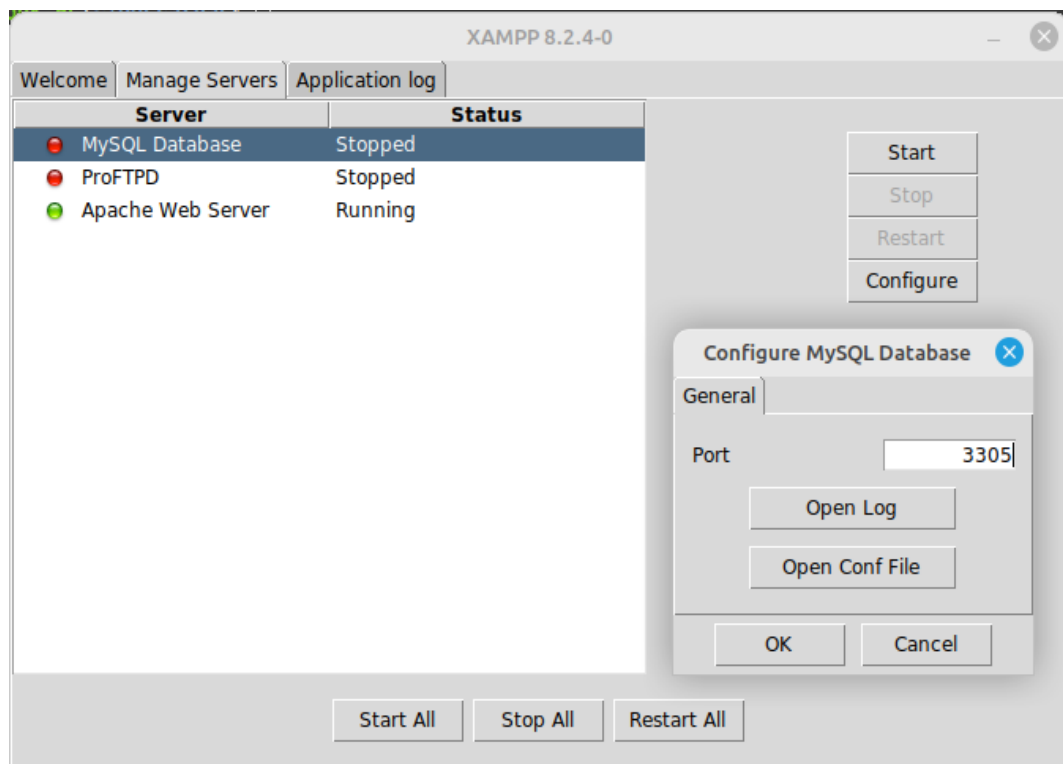 XAMPP 8.2.4-0
Welcome Manage Servers Application log
Server Status
MySQL Database Stopped
ProFTPD Stopped
Apache Web Server Running
Start
Stop
Restart
Configure
Configure MySQL Database
General
Port 3305
Open Log
Open Conf File
OK Cancel
Start All Stop All Restart All